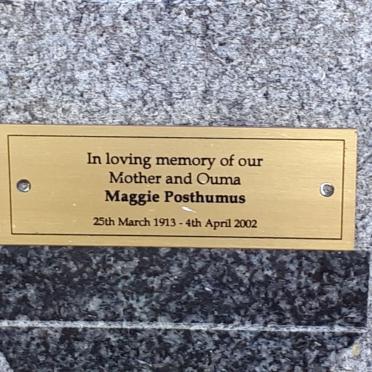 In loving memory of our
Mother and Ouma
Maggie Posthumus
25th March 1913 - 4th April 2002